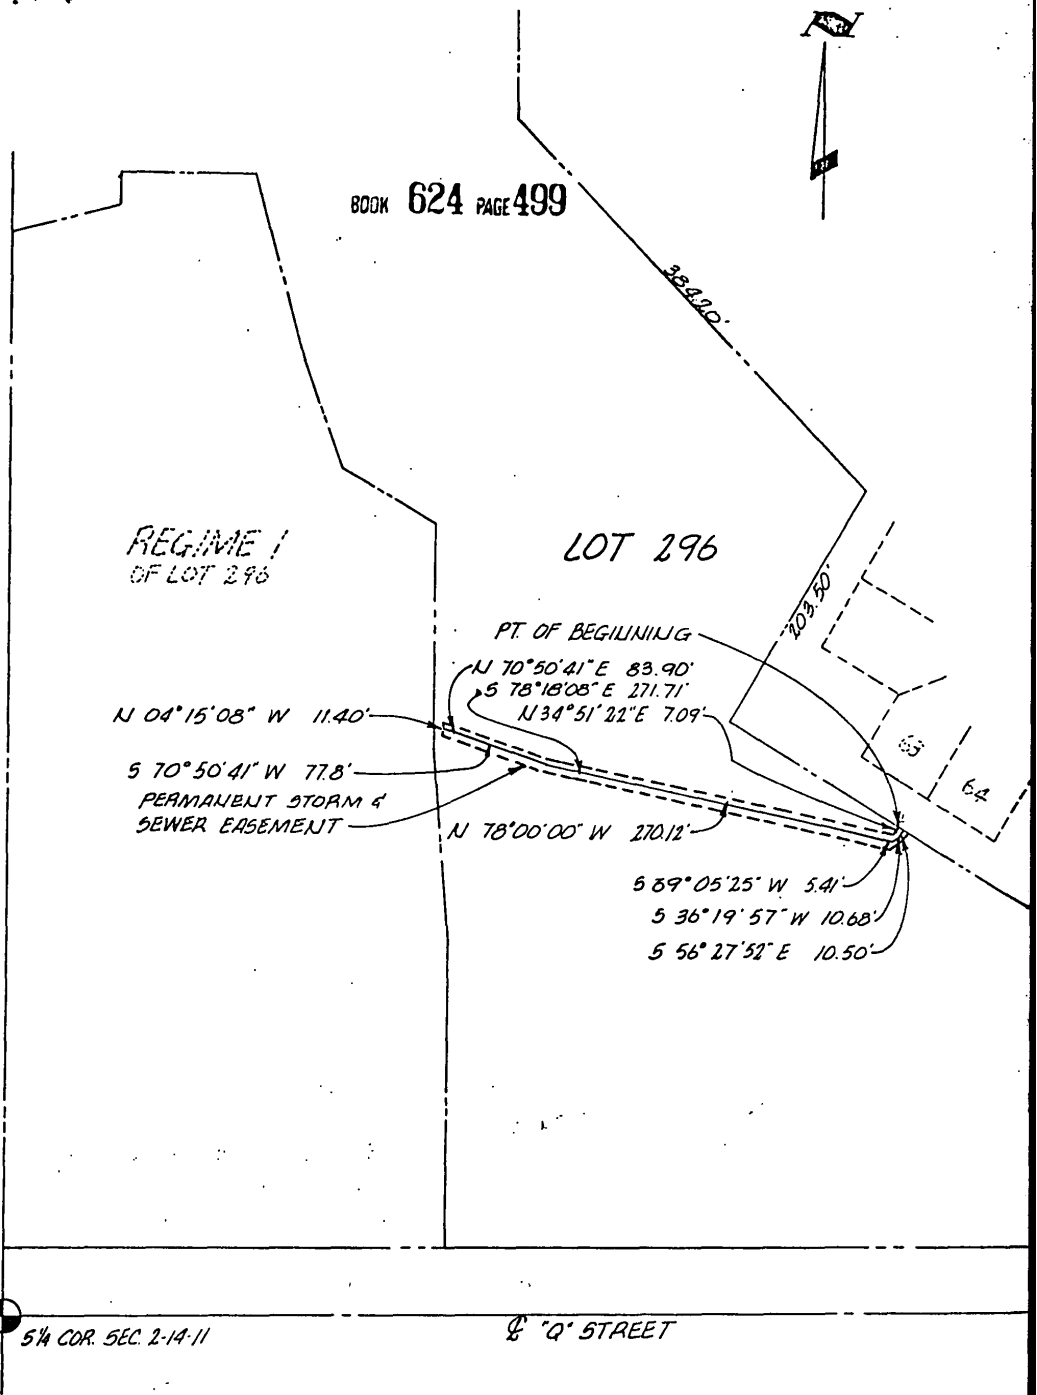 N
BOOK 624 PAGE 499
384.20'
REGIME 1
OF LOT 296
LOT 296
203.50'
PT. OF BEGINNING
N 70°50'41" E 83.90'
S 78°18'08" E 271.71'
N 34°51'22" E 7.09'
N 04°15'08" W 11.40'
S 70°50'41" W 77.8'
PERMANENT STORM &
SEWER EASEMENT
N 78°00'00" W 270.12'
63
64
S 89°05'25" W 5.41'
S 36°19'57" W 10.68'
S 56°27'52" E 10.50'
S¼ COR. SEC. 2-14-11
℄ "Q" STREET